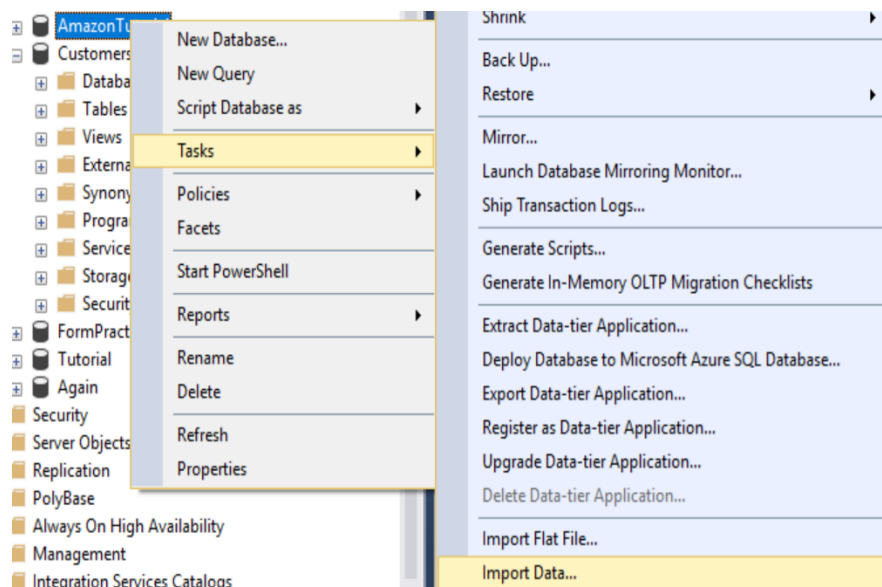 AmazonTu
Customers
Databa
Tables
Views
Externa
Synony
Progra
Service
Storag
Securit
FormPract
Tutorial
Again
Security
Server Objects
Replication
PolyBase
Always On High Availability
Management
Integration Services Catalogs
New Database...
New Query
Script Database as
Tasks
Policies
Facets
Start PowerShell
Reports
Rename
Delete
Refresh
Properties
Shrink
Back Up...
Restore
Mirror...
Launch Database Mirroring Monitor...
Ship Transaction Logs...
Generate Scripts...
Generate In-Memory OLTP Migration Checklists
Extract Data-tier Application...
Deploy Database to Microsoft Azure SQL Database...
Export Data-tier Application...
Register as Data-tier Application...
Upgrade Data-tier Application...
Delete Data-tier Application...
Import Flat File...
Import Data...